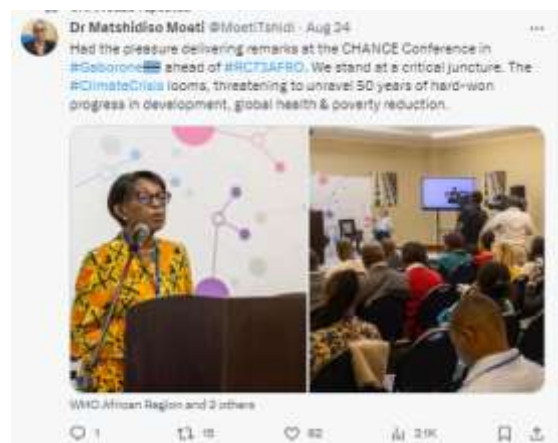 Dr Matshidiso Moeti @MoetiTshidi · Aug 24
Had the pleasure delivering remarks at the CHANCE Conference in
#Gaborone ahead of #RC73AFRO. We stand at a critical juncture. The
#ClimateCrisis looms, threatening to unravel 50 years of hard-won
progress in development, global health & poverty reduction.
WHO African Region and 2 others
1 15 82 3.1K